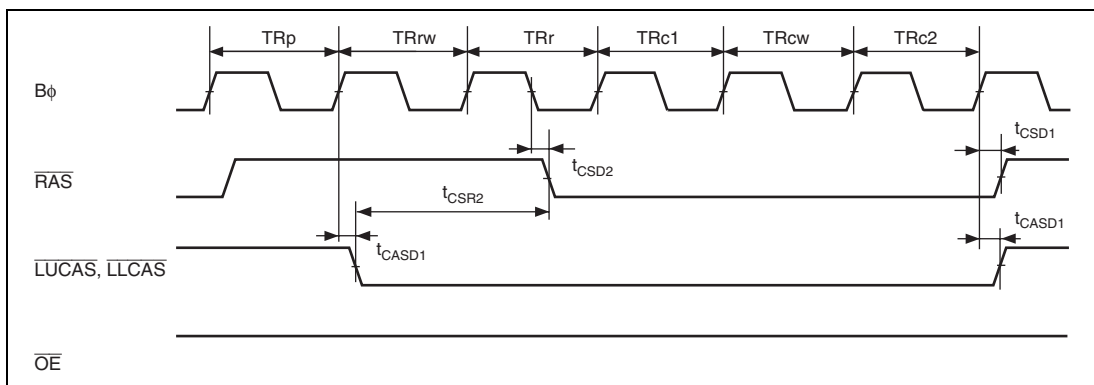 TRp TRrw TRr TRc1 TRcw TRc2
Bφ
tCSD1
tCSD2
RAS
tCSR2
tCASD1
tCASD1
LUCAS, LLCAS
OE